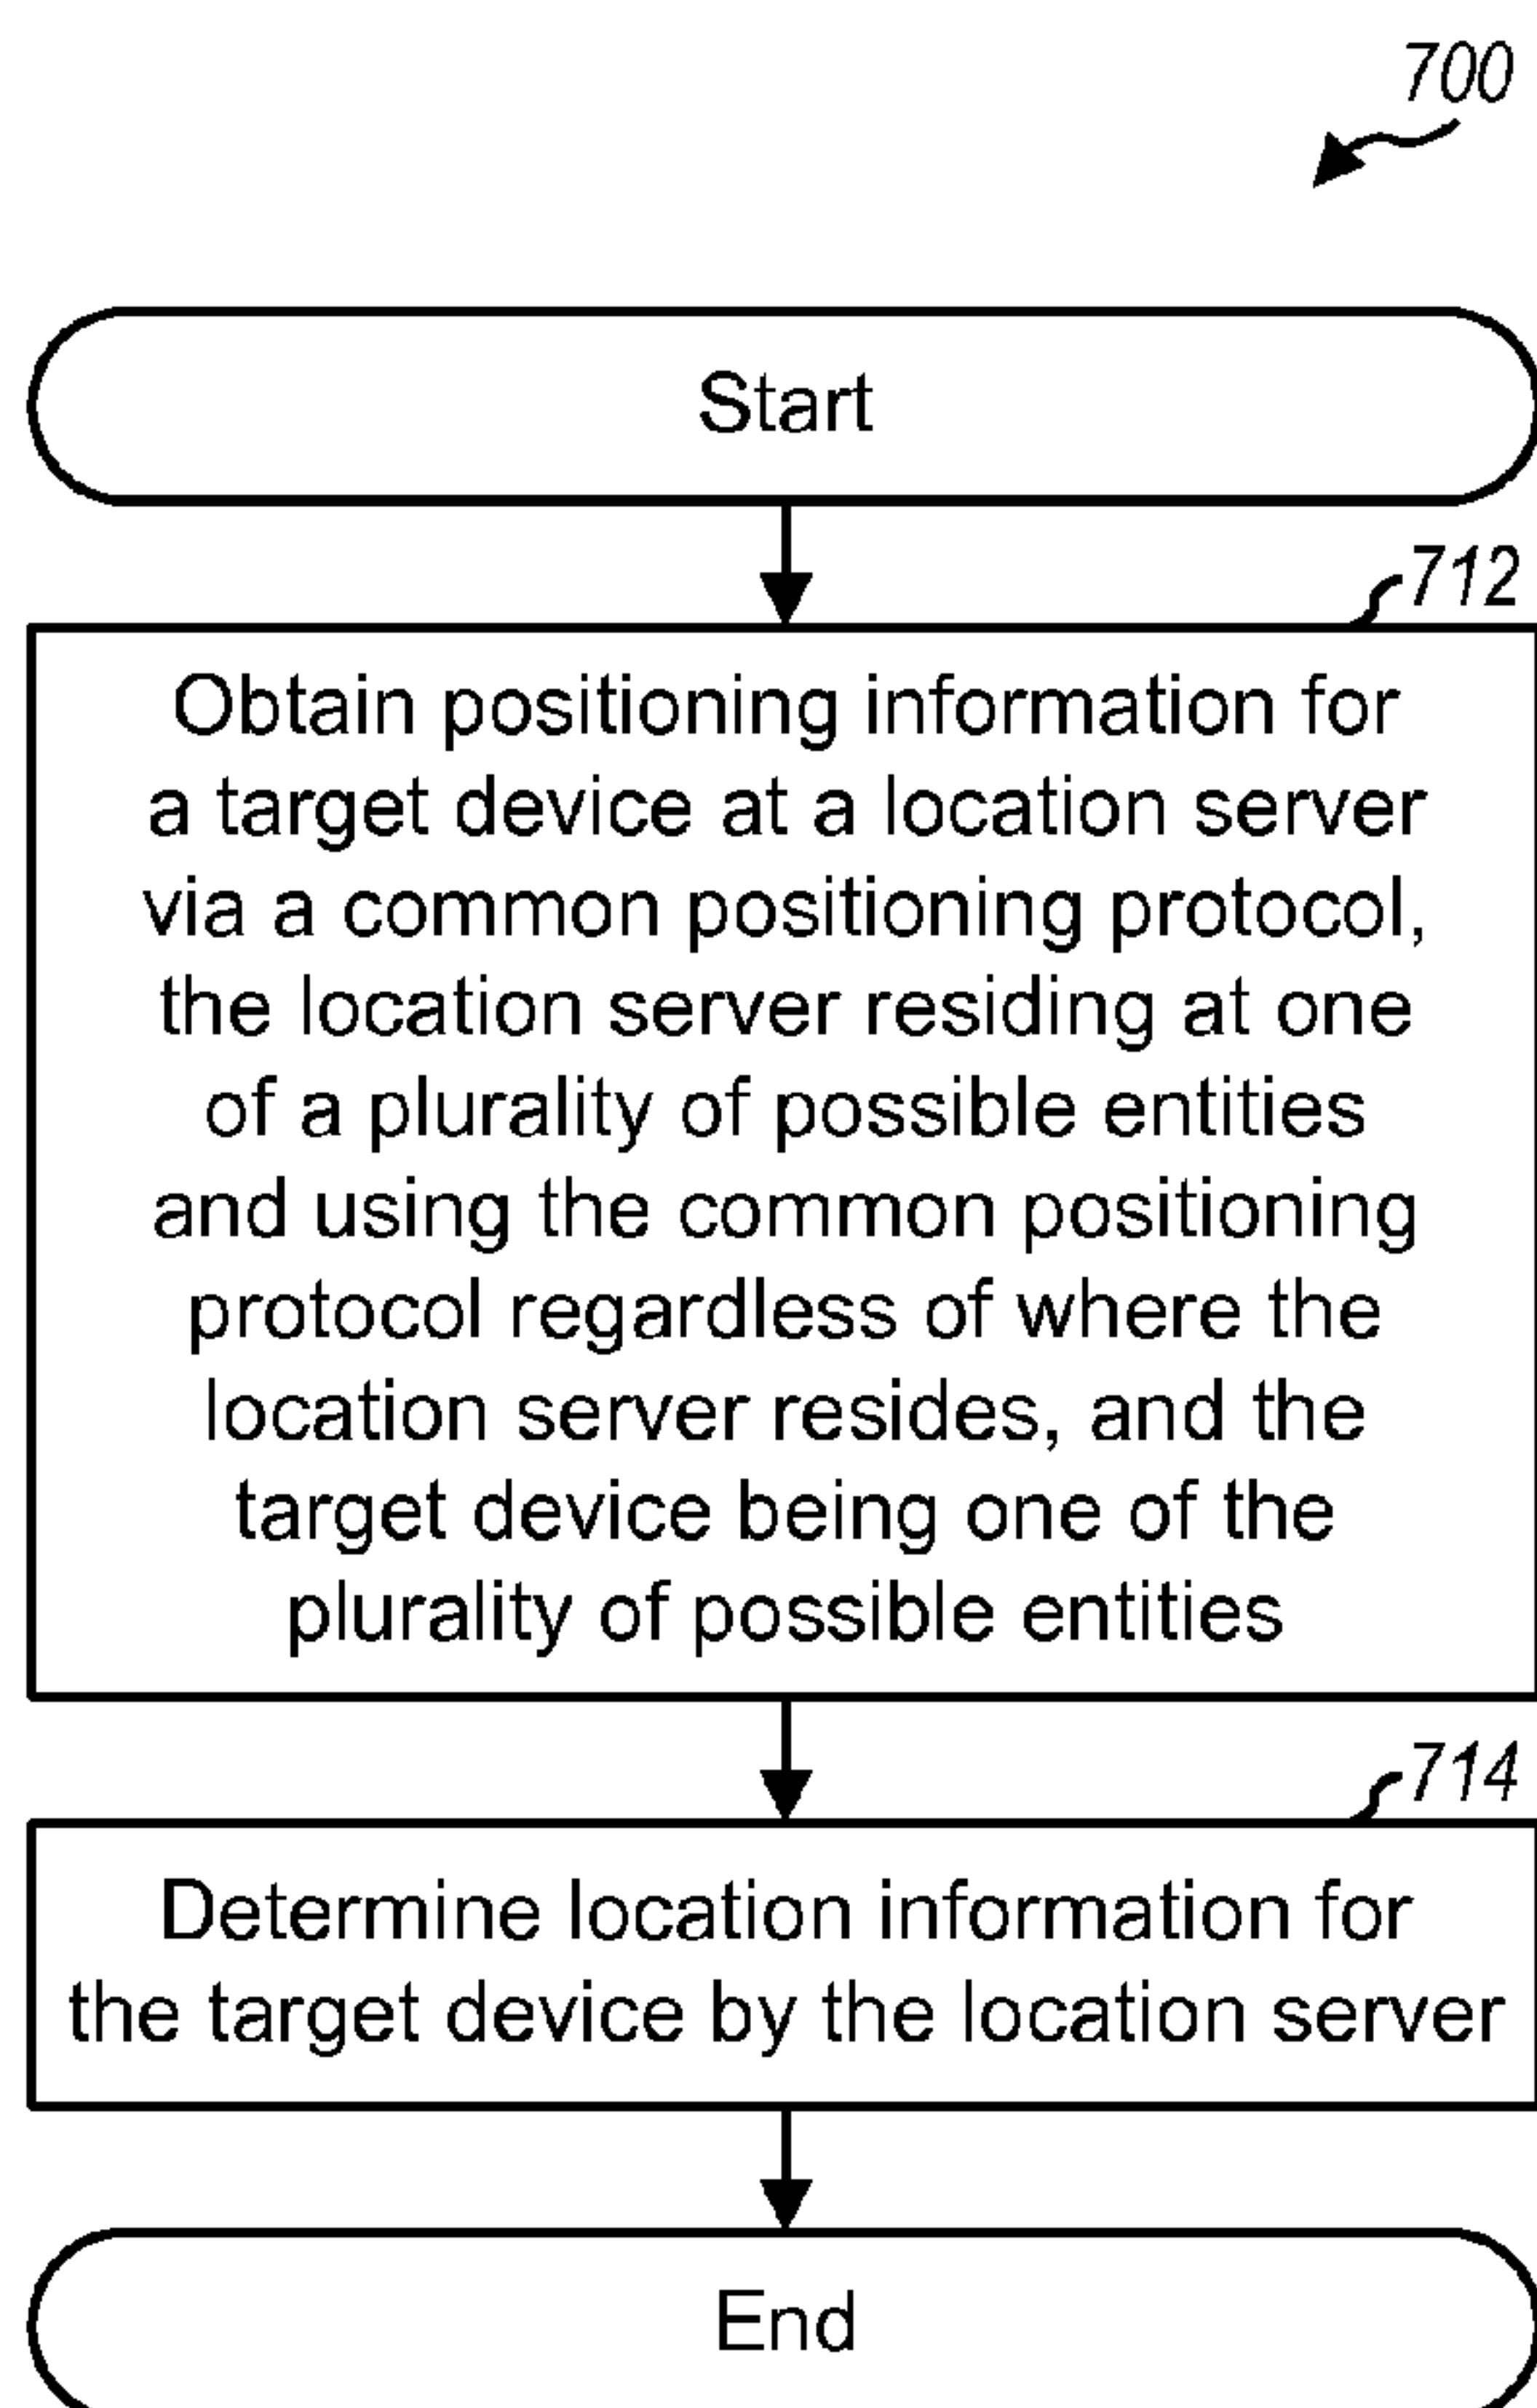 700
Start
712
Obtain positioning information for
a target device at a location server
via a common positioning protocol,
the location server residing at one
of a plurality of possible entities
and using the common positioning
protocol regardless of where the
location server resides, and the
target device being one of the
plurality of possible entities
714
Determine location information for
the target device by the location server
End